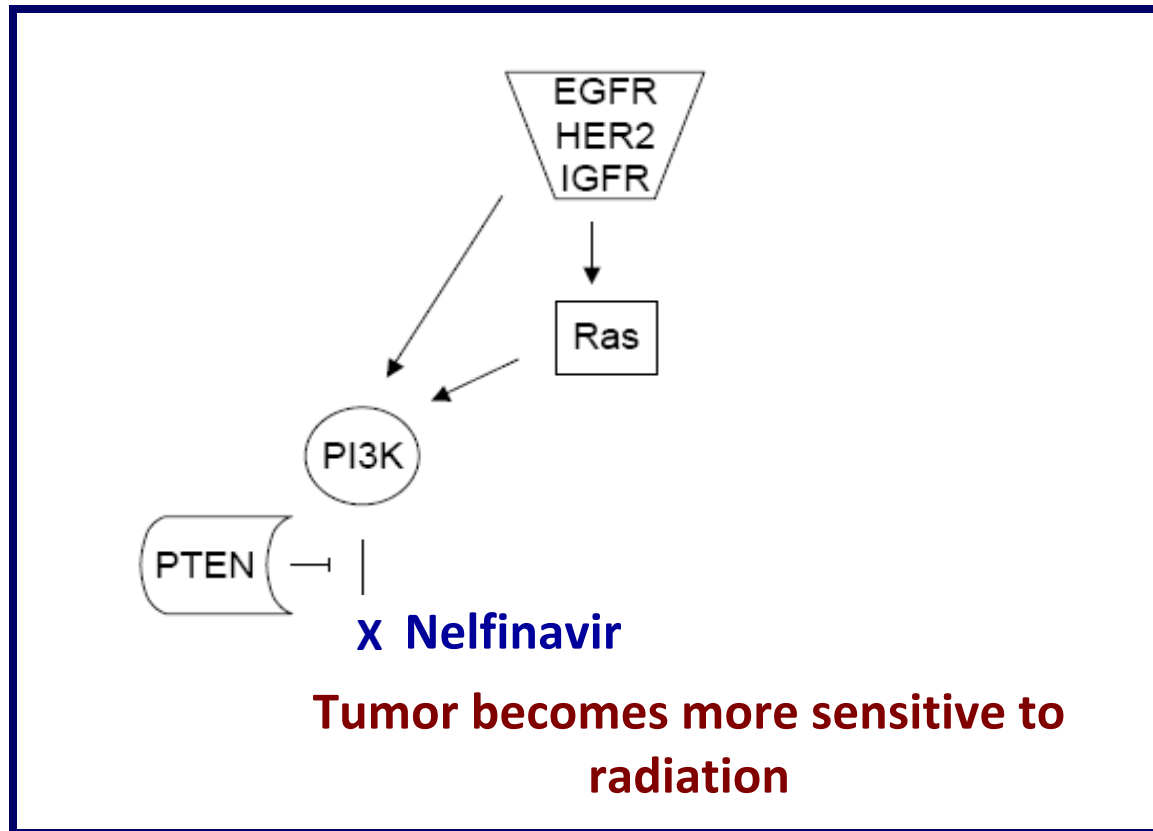 EGFR
HER2
IGFR
Ras
PI3K
PTEN
X Nelfinavir
Tumor becomes more sensitive to
radiation